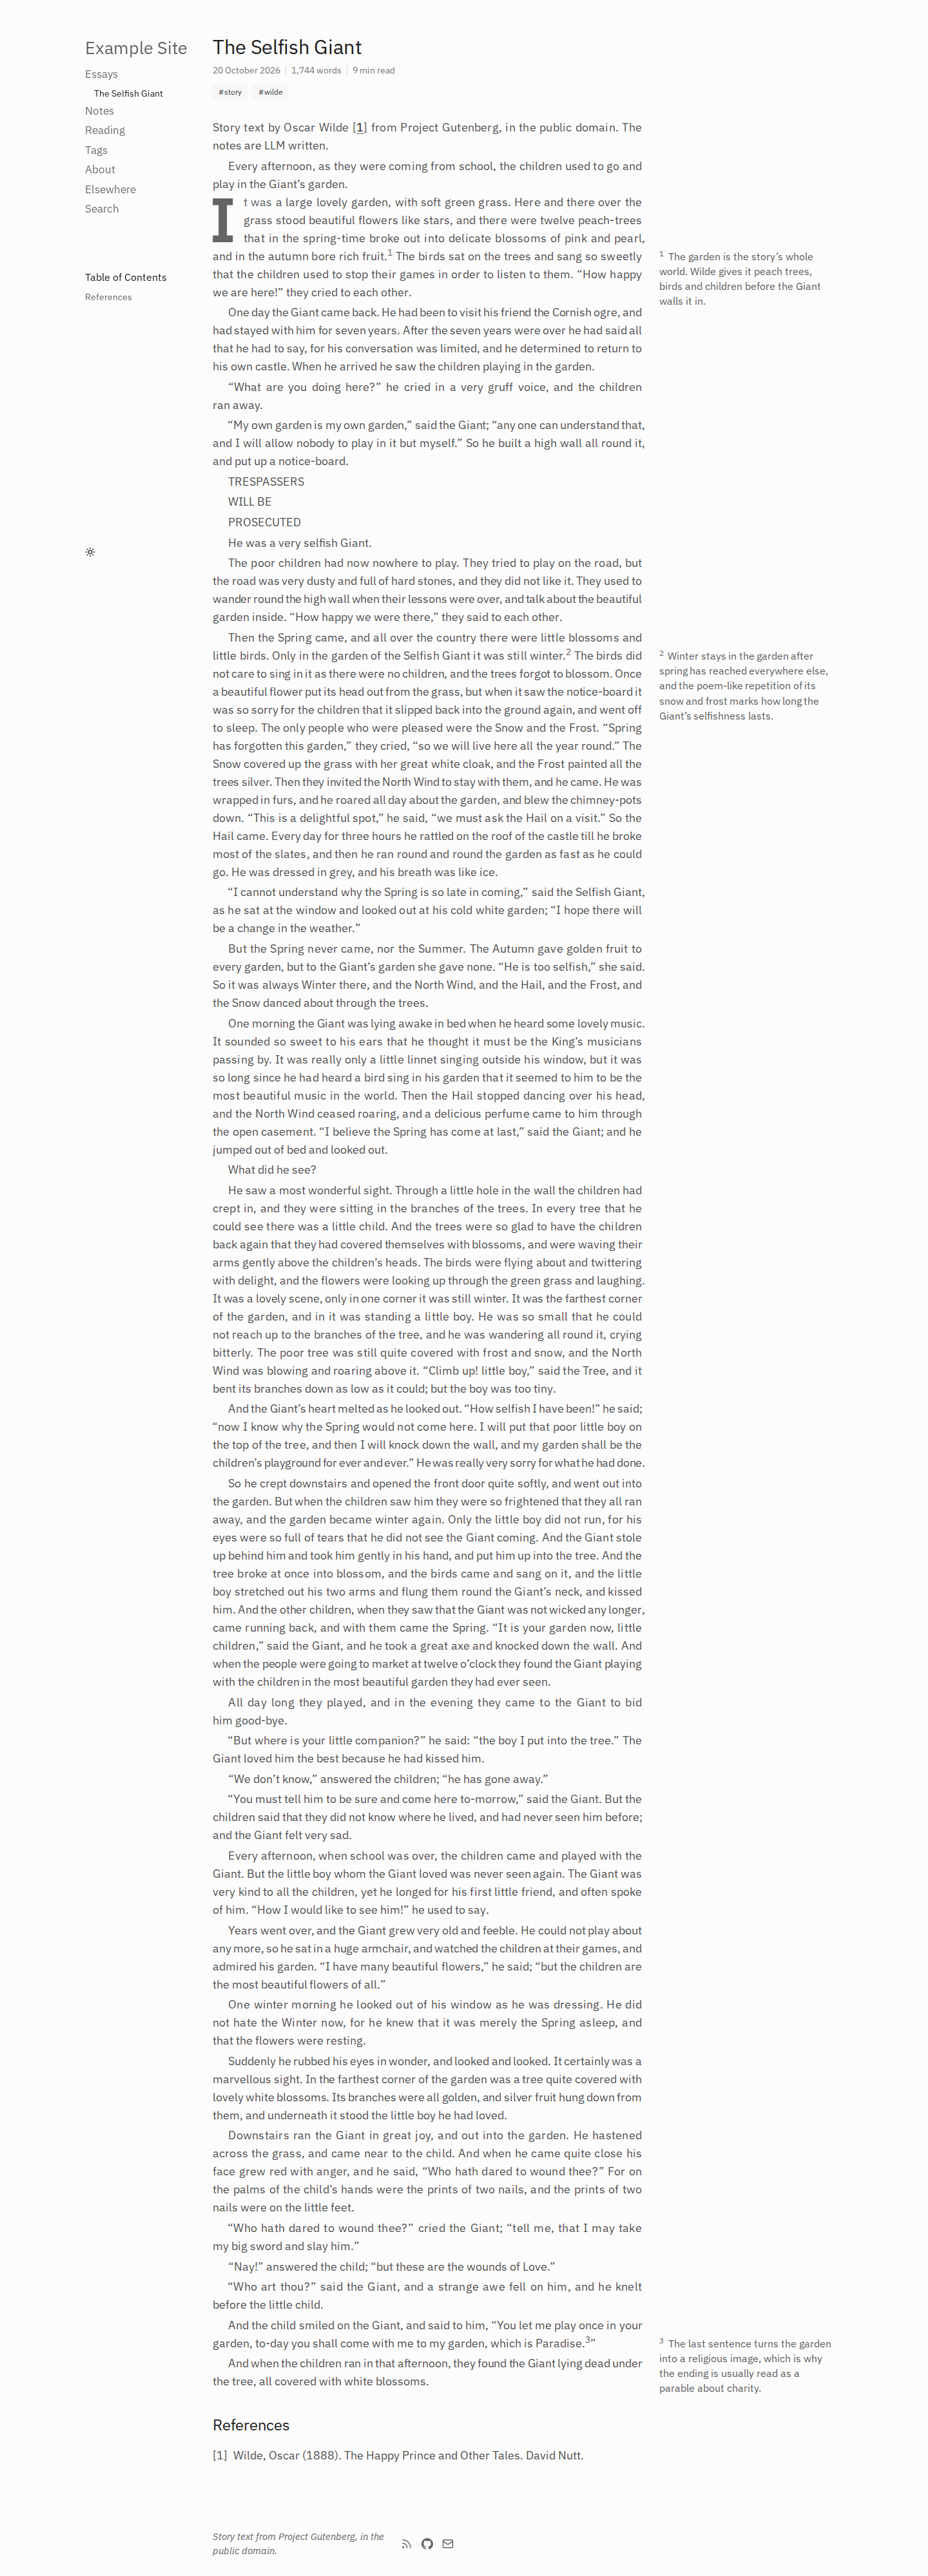 Example Site
Essays
The Selfish Giant
Notes
Reading
Tags
About
Elsewhere
Search
Table of Contents
References
The Selfish Giant
20 October 2026 | 1,744 words | 9 min read
#story #wilde
Story text by Oscar Wilde [1] from Project Gutenberg, in the public domain. The
notes are LLM written.
Every afternoon, as they were coming from school, the children used to go and
play in the Giant’s garden.
It was a large lovely garden, with soft green grass. Here and there over the
grass stood beautiful flowers like stars, and there were twelve peach-trees
that in the spring-time broke out into delicate blossoms of pink and pearl,
and in the autumn bore rich fruit.1 The birds sat on the trees and sang so sweetly
that the children used to stop their games in order to listen to them. “How happy
we are here!” they cried to each other.
1 The garden is the story’s whole
world. Wilde gives it peach trees,
birds and children before the Giant
walls it in.
One day the Giant came back. He had been to visit his friend the Cornish ogre, and
had stayed with him for seven years. After the seven years were over he had said all
that he had to say, for his conversation was limited, and he determined to return to
his own castle. When he arrived he saw the children playing in the garden.
“What are you doing here?” he cried in a very gruff voice, and the children
ran away.
“My own garden is my own garden,” said the Giant; “any one can understand that,
and I will allow nobody to play in it but myself.” So he built a high wall all round it,
and put up a notice-board.
TRESPASSERS
WILL BE
PROSECUTED
He was a very selfish Giant.
The poor children had now nowhere to play. They tried to play on the road, but
the road was very dusty and full of hard stones, and they did not like it. They used to
wander round the high wall when their lessons were over, and talk about the beautiful
garden inside. “How happy we were there,” they said to each other.
Then the Spring came, and all over the country there were little blossoms and
little birds. Only in the garden of the Selfish Giant it was still winter.2 The birds did
not care to sing in it as there were no children, and the trees forgot to blossom. Once
a beautiful flower put its head out from the grass, but when it saw the notice-board it
was so sorry for the children that it slipped back into the ground again, and went off
to sleep. The only people who were pleased were the Snow and the Frost. “Spring
has forgotten this garden,” they cried, “so we will live here all the year round.” The
Snow covered up the grass with her great white cloak, and the Frost painted all the
trees silver. Then they invited the North Wind to stay with them, and he came. He was
wrapped in furs, and he roared all day about the garden, and blew the chimney-pots
down. “This is a delightful spot,” he said, “we must ask the Hail on a visit.” So the
Hail came. Every day for three hours he rattled on the roof of the castle till he broke
most of the slates, and then he ran round and round the garden as fast as he could
go. He was dressed in grey, and his breath was like ice.
2 Winter stays in the garden after
spring has reached everywhere else,
and the poem-like repetition of its
snow and frost marks how long the
Giant’s selfishness lasts.
“I cannot understand why the Spring is so late in coming,” said the Selfish Giant,
as he sat at the window and looked out at his cold white garden; “I hope there will
be a change in the weather.”
But the Spring never came, nor the Summer. The Autumn gave golden fruit to
every garden, but to the Giant’s garden she gave none. “He is too selfish,” she said.
So it was always Winter there, and the North Wind, and the Hail, and the Frost, and
the Snow danced about through the trees.
One morning the Giant was lying awake in bed when he heard some lovely music.
It sounded so sweet to his ears that he thought it must be the King’s musicians
passing by. It was really only a little linnet singing outside his window, but it was
so long since he had heard a bird sing in his garden that it seemed to him to be the
most beautiful music in the world. Then the Hail stopped dancing over his head,
and the North Wind ceased roaring, and a delicious perfume came to him through
the open casement. “I believe the Spring has come at last,” said the Giant; and he
jumped out of bed and looked out.
What did he see?
He saw a most wonderful sight. Through a little hole in the wall the children had
crept in, and they were sitting in the branches of the trees. In every tree that he
could see there was a little child. And the trees were so glad to have the children
back again that they had covered themselves with blossoms, and were waving their
arms gently above the children’s heads. The birds were flying about and twittering
with delight, and the flowers were looking up through the green grass and laughing.
It was a lovely scene, only in one corner it was still winter. It was the farthest corner
of the garden, and in it was standing a little boy. He was so small that he could
not reach up to the branches of the tree, and he was wandering all round it, crying
bitterly. The poor tree was still quite covered with frost and snow, and the North
Wind was blowing and roaring above it. “Climb up! little boy,” said the Tree, and it
bent its branches down as low as it could; but the boy was too tiny.
And the Giant’s heart melted as he looked out. “How selfish I have been!” he said;
“now I know why the Spring would not come here. I will put that poor little boy on
the top of the tree, and then I will knock down the wall, and my garden shall be the
children’s playground for ever and ever.” He was really very sorry for what he had done.
So he crept downstairs and opened the front door quite softly, and went out into
the garden. But when the children saw him they were so frightened that they all ran
away, and the garden became winter again. Only the little boy did not run, for his
eyes were so full of tears that he did not see the Giant coming. And the Giant stole
up behind him and took him gently in his hand, and put him up into the tree. And the
tree broke at once into blossom, and the birds came and sang on it, and the little
boy stretched out his two arms and flung them round the Giant’s neck, and kissed
him. And the other children, when they saw that the Giant was not wicked any longer,
came running back, and with them came the Spring. “It is your garden now, little
children,” said the Giant, and he took a great axe and knocked down the wall. And
when the people were going to market at twelve o’clock they found the Giant playing
with the children in the most beautiful garden they had ever seen.
All day long they played, and in the evening they came to the Giant to bid
him good-bye.
“But where is your little companion?” he said: “the boy I put into the tree.” The
Giant loved him the best because he had kissed him.
“We don’t know,” answered the children; “he has gone away.”
“You must tell him to be sure and come here to-morrow,” said the Giant. But the
children said that they did not know where he lived, and had never seen him before;
and the Giant felt very sad.
Every afternoon, when school was over, the children came and played with the
Giant. But the little boy whom the Giant loved was never seen again. The Giant was
very kind to all the children, yet he longed for his first little friend, and often spoke
of him. “How I would like to see him!” he used to say.
Years went over, and the Giant grew very old and feeble. He could not play about
any more, so he sat in a huge armchair, and watched the children at their games, and
admired his garden. “I have many beautiful flowers,” he said; “but the children are
the most beautiful flowers of all.”
One winter morning he looked out of his window as he was dressing. He did
not hate the Winter now, for he knew that it was merely the Spring asleep, and
that the flowers were resting.
Suddenly he rubbed his eyes in wonder, and looked and looked. It certainly was a
marvellous sight. In the farthest corner of the garden was a tree quite covered with
lovely white blossoms. Its branches were all golden, and silver fruit hung down from
them, and underneath it stood the little boy he had loved.
Downstairs ran the Giant in great joy, and out into the garden. He hastened
across the grass, and came near to the child. And when he came quite close his
face grew red with anger, and he said, “Who hath dared to wound thee?” For on
the palms of the child’s hands were the prints of two nails, and the prints of two
nails were on the little feet.
“Who hath dared to wound thee?” cried the Giant; “tell me, that I may take
my big sword and slay him.”
“Nay!” answered the child; “but these are the wounds of Love.”
“Who art thou?” said the Giant, and a strange awe fell on him, and he knelt
before the little child.
And the child smiled on the Giant, and said to him, “You let me play once in your
garden, to-day you shall come with me to my garden, which is Paradise.3”
3 The last sentence turns the garden
into a religious image, which is why
the ending is usually read as a
parable about charity.
And when the children ran in that afternoon, they found the Giant lying dead under
the tree, all covered with white blossoms.
References
[1] Wilde, Oscar (1888). The Happy Prince and Other Tales. David Nutt.
Story text from Project Gutenberg, in the
public domain.